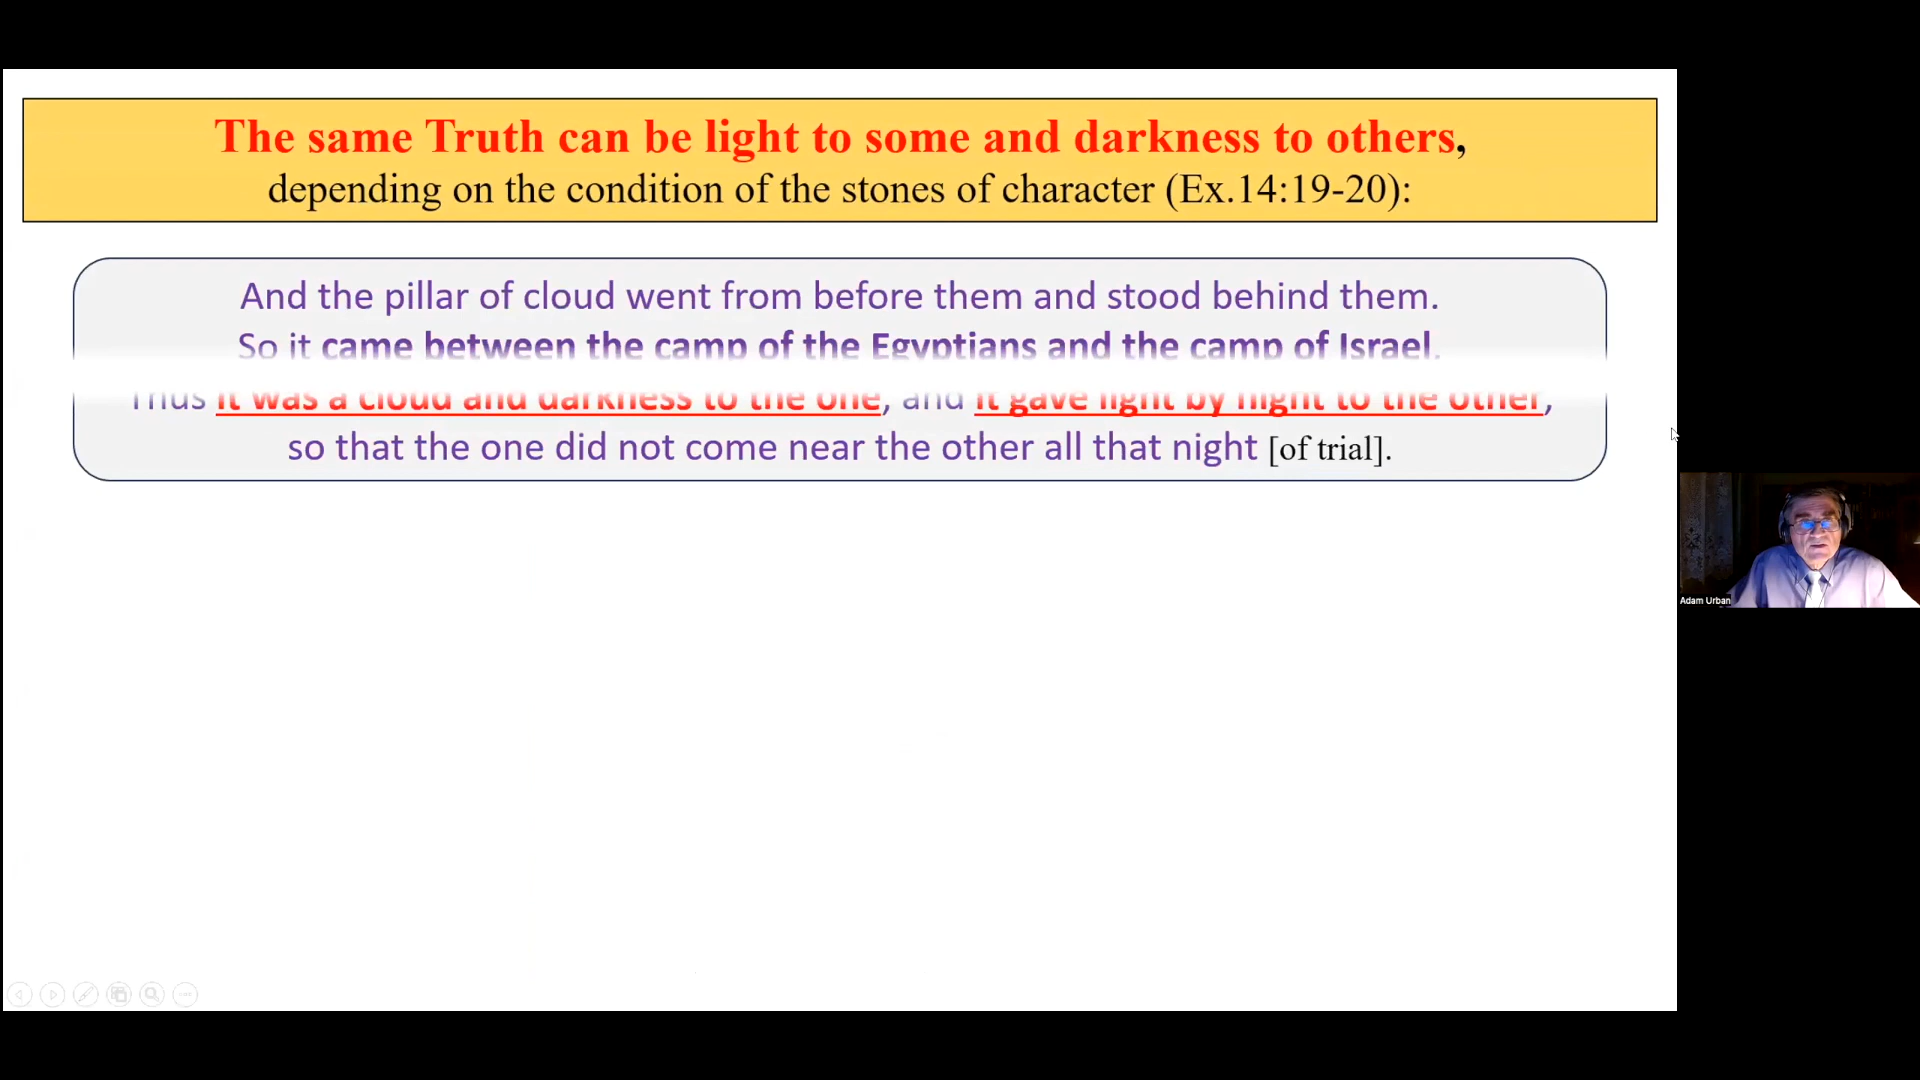 The same Truth can be light to some and darkness to others,
depending on the condition of the stones of character (Ex.14:19-20):
And the pillar of cloud went from before them and stood behind them.
So it came between the camp of the Egyptians and the camp of Israel.
Thus it was a cloud and darkness to the one, and it gave light by night to the other,
so that the one did not come near the other all that night [of trial].
Adam Urban